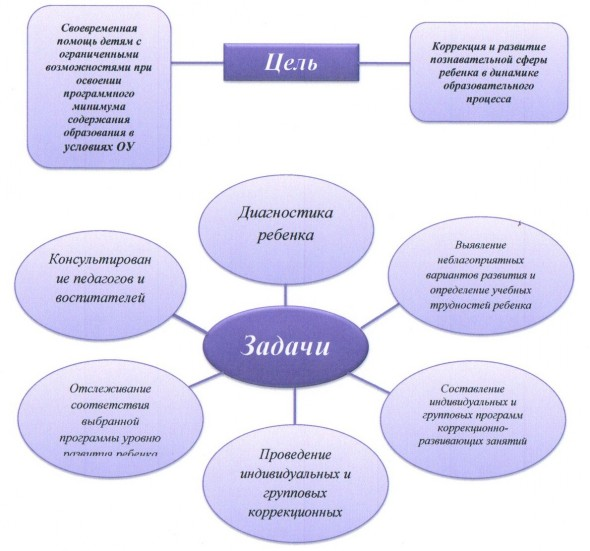 Своевременная
помощь детям с
ограниченными
возможностями при
освоении
программного
минимума
содержания
образования в
условиях ОУ
Цель
Коррекция и развитие
познавательной сферы
ребенка в динамике
образовательного
процесса
Диагностика
ребенка
Консультирован
ие педагогов и
воспитателей
Выявление
неблагоприятных
вариантов развития и
определение учебных
трудностей ребенка
Задачи
Отслеживание
соответствия
выбранной
программы уровню
развития ребенка
Составление
индивидуальных и
групповых программ
коррекционно-
развивающих занятий
Проведение
индивидуальных и
групповых
коррекционных